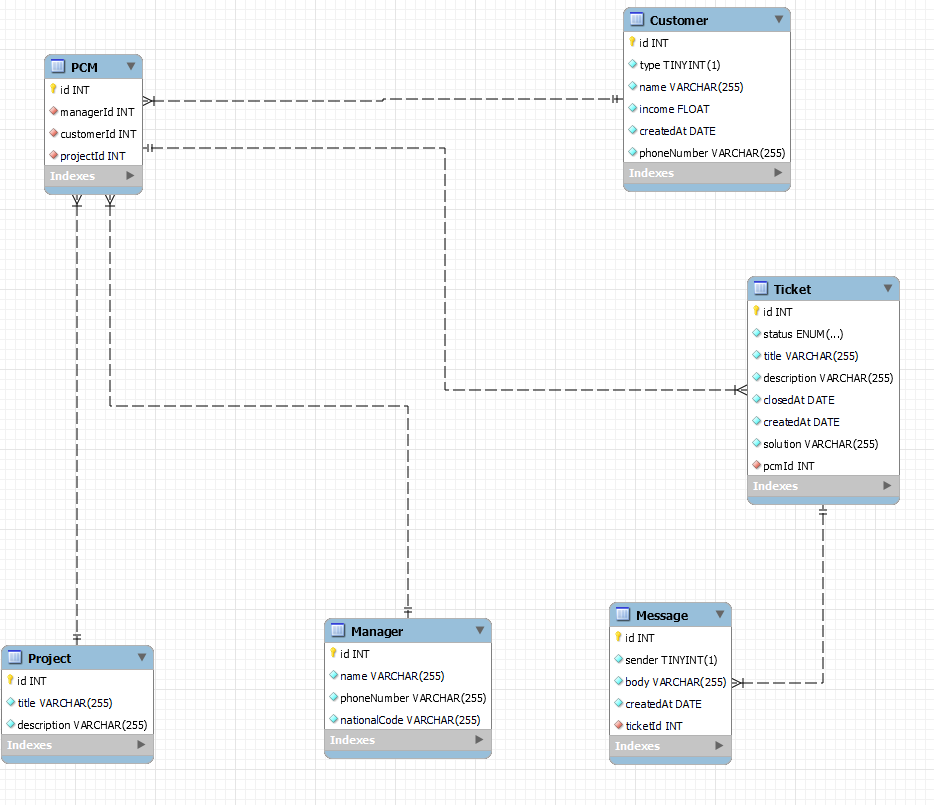 Customer
id INT
type TINYINT(1)
name VARCHAR(255)
income FLOAT
createdAt DATE
phoneNumber VARCHAR(255)
Indexes
PCM
id INT
managerId INT
customerId INT
projectId INT
Indexes
Ticket
id INT
status ENUM(...)
title VARCHAR(255)
description VARCHAR(255)
closedAt DATE
createdAt DATE
solution VARCHAR(255)
pcmId INT
Indexes
Project
id INT
title VARCHAR(255)
description VARCHAR(255)
Indexes
Manager
id INT
name VARCHAR(255)
phoneNumber VARCHAR(255)
nationalCode VARCHAR(255)
Indexes
Message
id INT
sender TINYINT(1)
body VARCHAR(255)
createdAt DATE
ticketId INT
Indexes